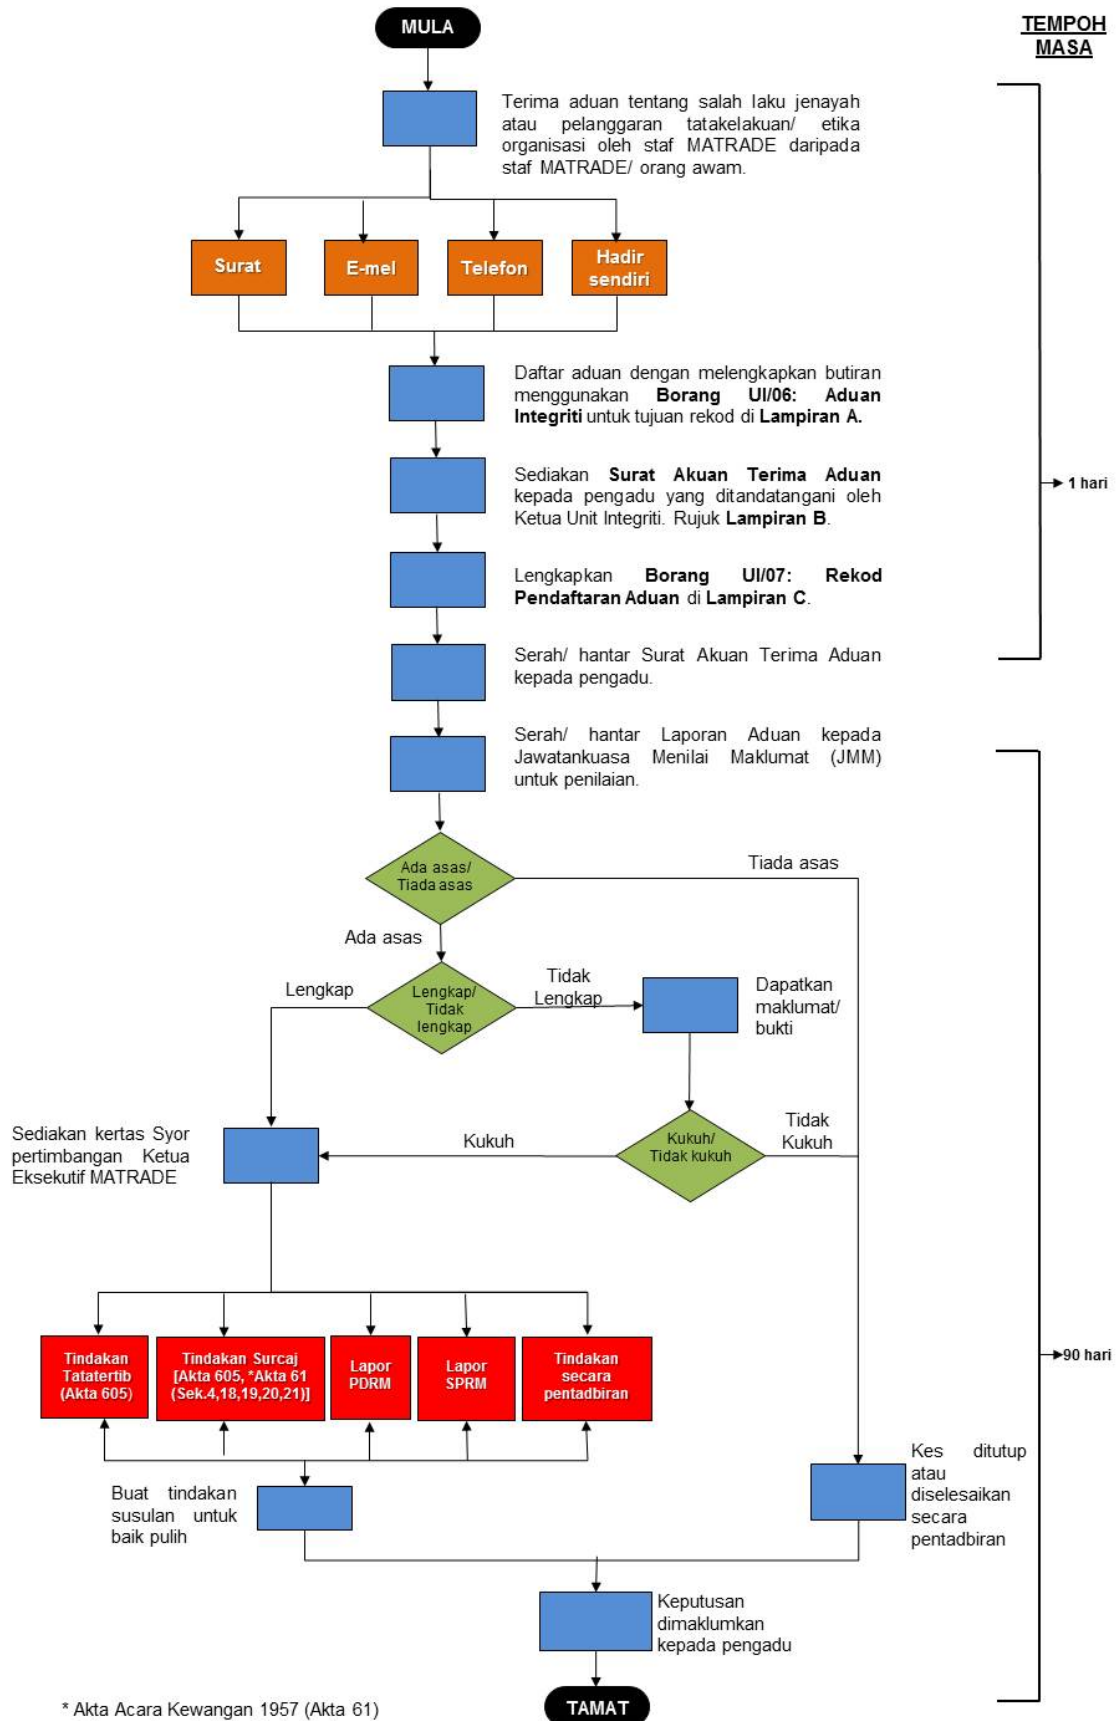 MULA
TEMPOH
MASA
Terima aduan tentang salah laku jenayah
atau pelanggaran tatakelakuan/ etika
organisasi oleh staf MATRADE daripada
staf MATRADE/ orang awam.
Surat
E-mel
Telefon
Hadir
sendiri
Daftar aduan dengan melengkapkan butiran
menggunakan Borang UI/06: Aduan
Integriti untuk tujuan rekod di Lampiran A.
Sediakan Surat Akuan Terima Aduan
kepada pengadu yang ditandatangani oleh
Ketua Unit Integriti. Rujuk Lampiran B.
1 hari
Lengkapkan Borang UI/07: Rekod
Pendaftaran Aduan di Lampiran C.
Serah/ hantar Surat Akuan Terima Aduan
kepada pengadu.
Serah/ hantar Laporan Aduan kepada
Jawatankuasa Menilai Maklumat (JMM)
untuk penilaian.
Ada asas/
Tiada asas
Tiada asas
Ada asas
Lengkap
Lengkap/
Tidak
lengkap
Tidak
Lengkap
Dapatkan
maklumat/
bukti
Sediakan kertas Syor
pertimbangan Ketua
Eksekutif MATRADE
Kukuh
Kukuh/
Tidak kukuh
Tidak
Kukuh
Tindakan
Tatatertib
(Akta 605)
Tindakan Surcaj
[Akta 605, *Akta 61
(Sek.4,18,19,20,21)]
Lapor
PDRM
Lapor
SPRM
Tindakan
secara
pentadbiran
90 hari
Buat tindakan
susulan untuk
baik pulih
Kes ditutup
atau
diselesaikan
secara
pentadbiran
Keputusan
dimaklumkan
kepada pengadu
TAMAT
* Akta Acara Kewangan 1957 (Akta 61)